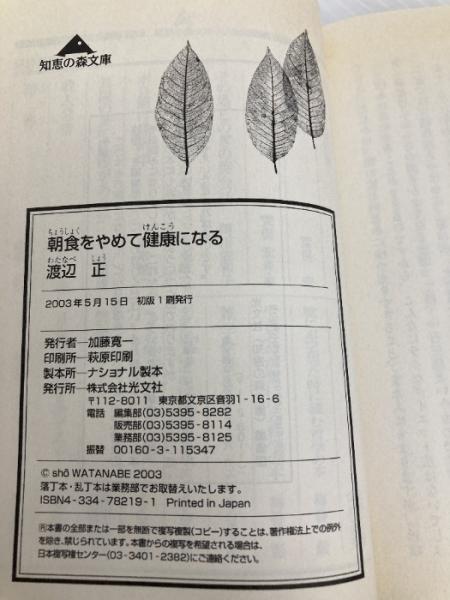 知恵の森文庫
ちょうしょく けんこう
朝食をやめて健康になる
わたなべ しょう
渡辺 正
2003年5月15日 初版1刷発行
発行者―加藤寛一
印刷所―萩原印刷
製本所―ナショナル製本
発行所―株式会社光文社
〒112-8011 東京都文京区音羽1-16-6
電話 編集部(03)5395-8282
販売部(03)5395-8114
業務部(03)5395-8125
振替 00160-3-115347
© shō WATANABE 2003
落丁本・乱丁本は業務部でお取替えいたします。
ISBN4-334-78219-1 Printed in Japan
Ⓡ本書の全部または一部を無断で複写複製(コピー)することは、著作権法上での例外
を除き、禁じられています。本書からの複写を希望される場合は、
日本複写権センター(03-3401-2382)にご連絡ください。